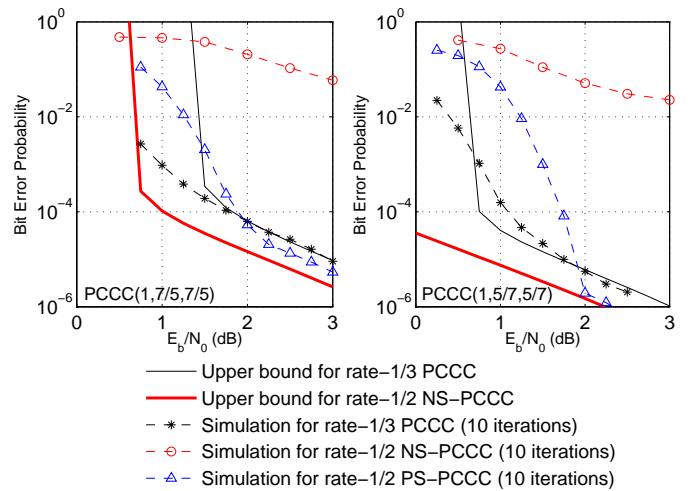 Bit Error Probability
10^0
10^-2
10^-4
10^-6
0
1
2
3
PCCC(1,7/5,7/5)
E_b/N_0 (dB)
Bit Error Probability
10^0
10^-2
10^-4
10^-6
0
1
2
3
PCCC(1,5/7,5/7)
E_b/N_0 (dB)
Upper bound for rate−1/3 PCCC
Upper bound for rate−1/2 NS−PCCC
Simulation for rate−1/3 PCCC (10 iterations)
Simulation for rate−1/2 NS−PCCC (10 iterations)
Simulation for rate−1/2 PS−PCCC (10 iterations)